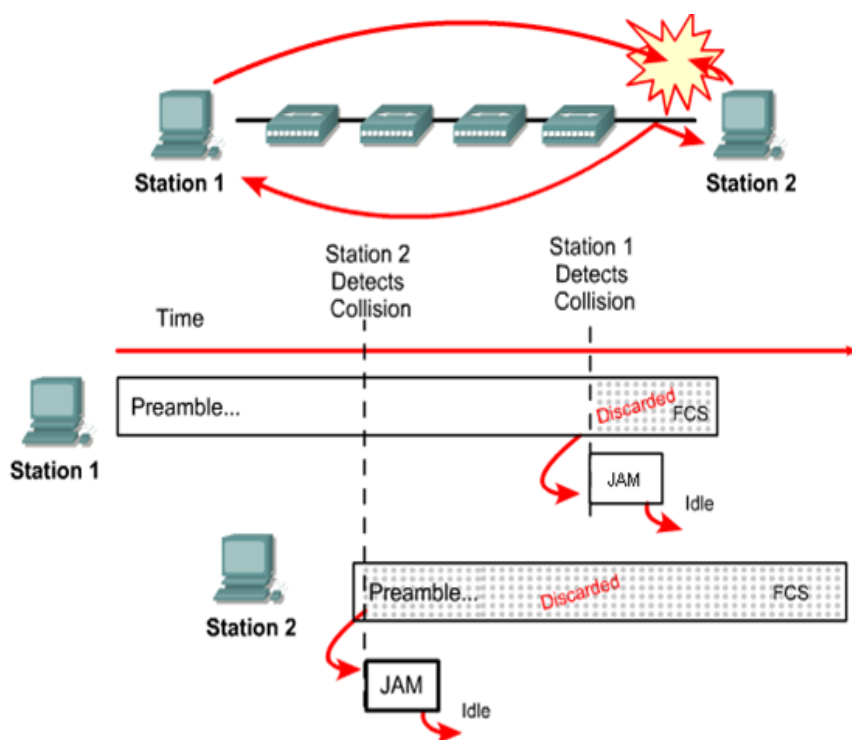 Station 1
Station 2
Station 2
Detects
Collision
Station 1
Detects
Collision
Time
Preamble...
Discarded
FCS
Station 1
JAM
Idle
Preamble...
Discarded
FCS
Station 2
JAM
Idle